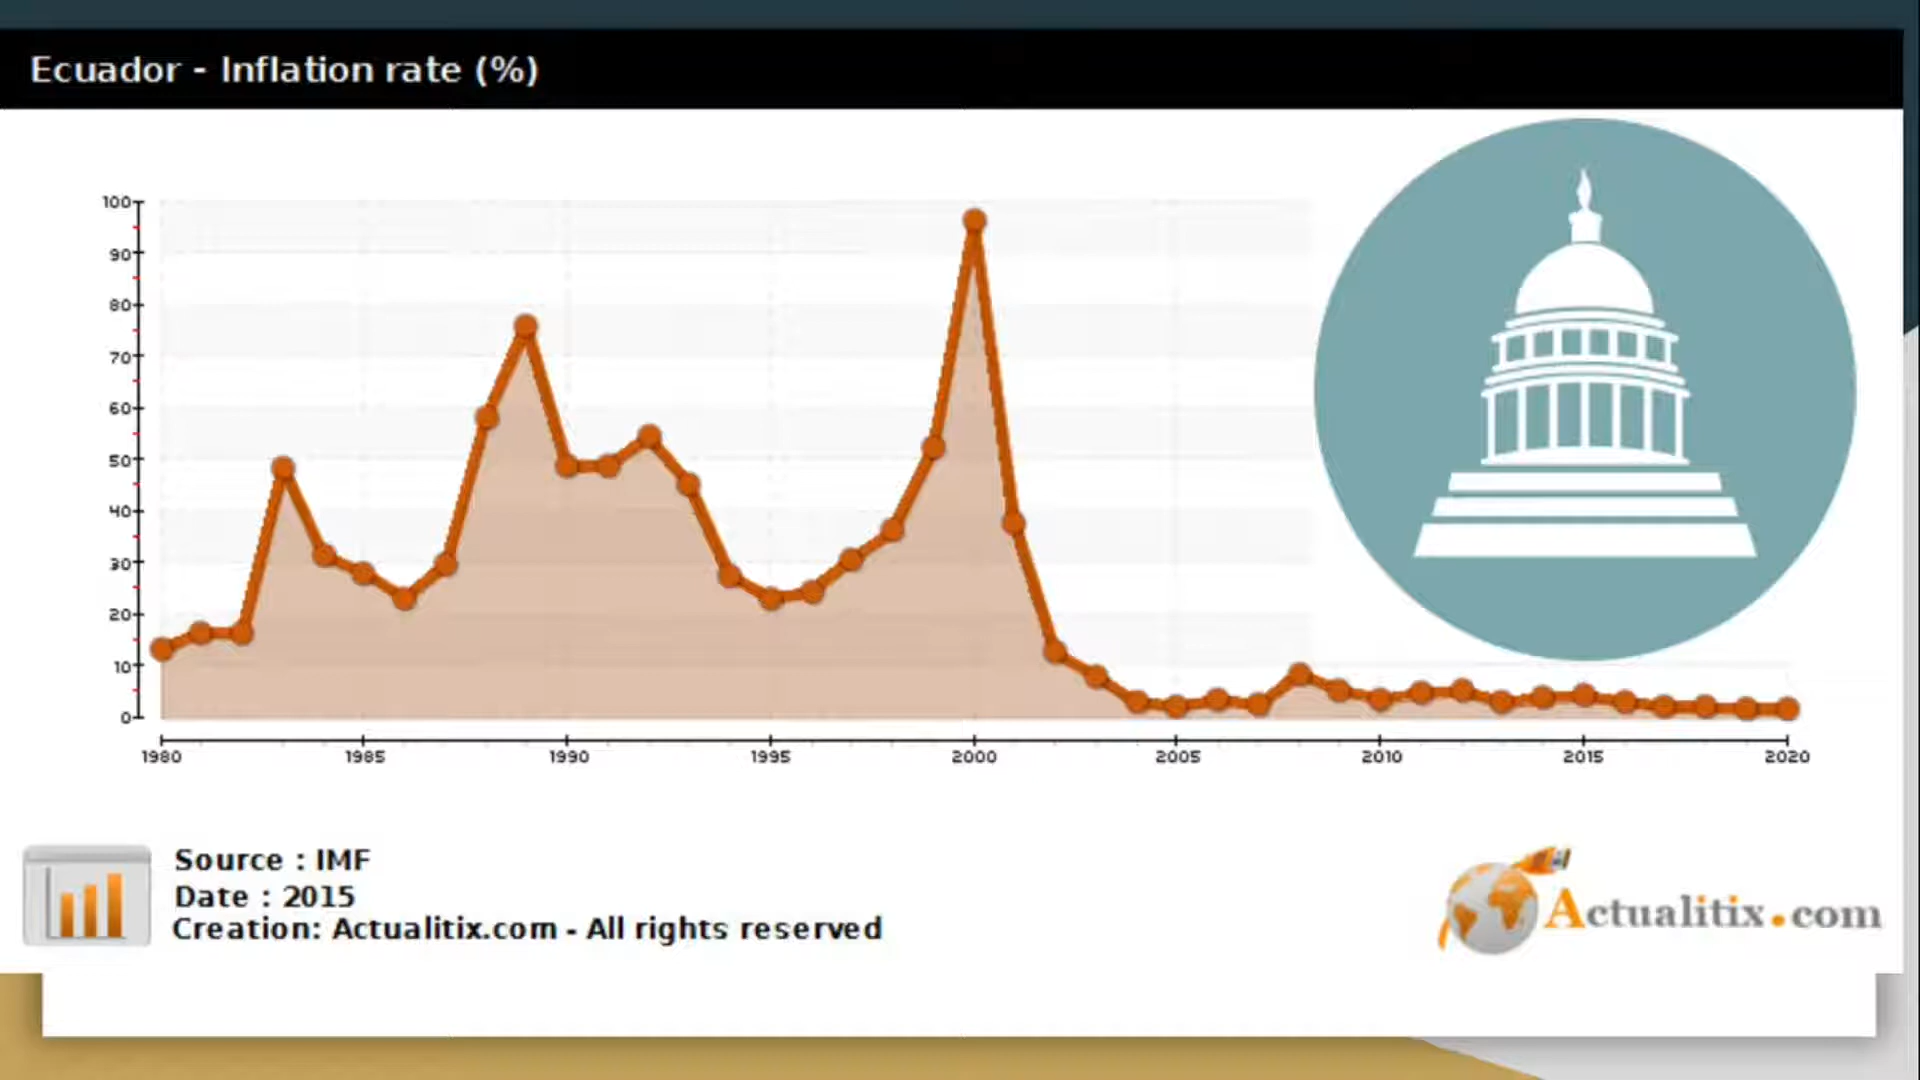 Ecuador - Inflation rate (%)
100
90
80
70
60
50
40
30
20
10
0
1980 1985 1990 1995 2000 2005 2010 2015 2020
Source : IMF
Date : 2015
Creation: Actualitix.com - All rights reserved
Actualitix.com